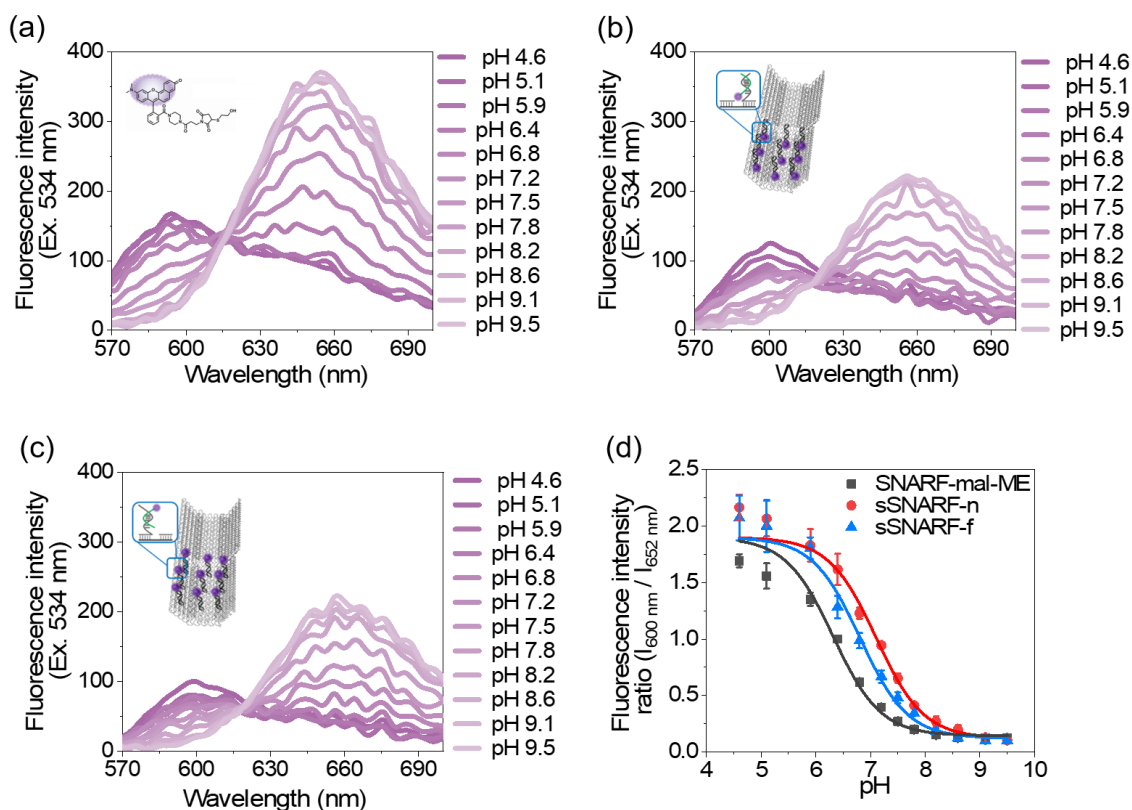 (a)
Fluorescence intensity
(Ex. 534 nm)
400
300
200
100
0
570
600
630
660
690
Wavelength (nm)
pH 4.6
pH 5.1
pH 5.9
pH 6.4
pH 6.8
pH 7.2
pH 7.5
pH 7.8
pH 8.2
pH 8.6
pH 9.1
pH 9.5
(b)
Fluorescence intensity
(Ex. 534 nm)
400
300
200
100
0
570
600
630
660
690
Wavelength (nm)
pH 4.6
pH 5.1
pH 5.9
pH 6.4
pH 6.8
pH 7.2
pH 7.5
pH 7.8
pH 8.2
pH 8.6
pH 9.1
pH 9.5
(c)
Fluorescence intensity
(Ex. 534 nm)
400
300
200
100
0
570
600
630
660
690
Wavelength (nm)
pH 4.6
pH 5.1
pH 5.9
pH 6.4
pH 6.8
pH 7.2
pH 7.5
pH 7.8
pH 8.2
pH 8.6
pH 9.1
pH 9.5
(d)
Fluorescence intensity
ratio (I600 nm / I652 nm)
2.5
2.0
1.5
1.0
0.5
0.0
4
5
6
7
8
9
10
pH
SNARF-mal-ME
sSNARF-n
sSNARF-f